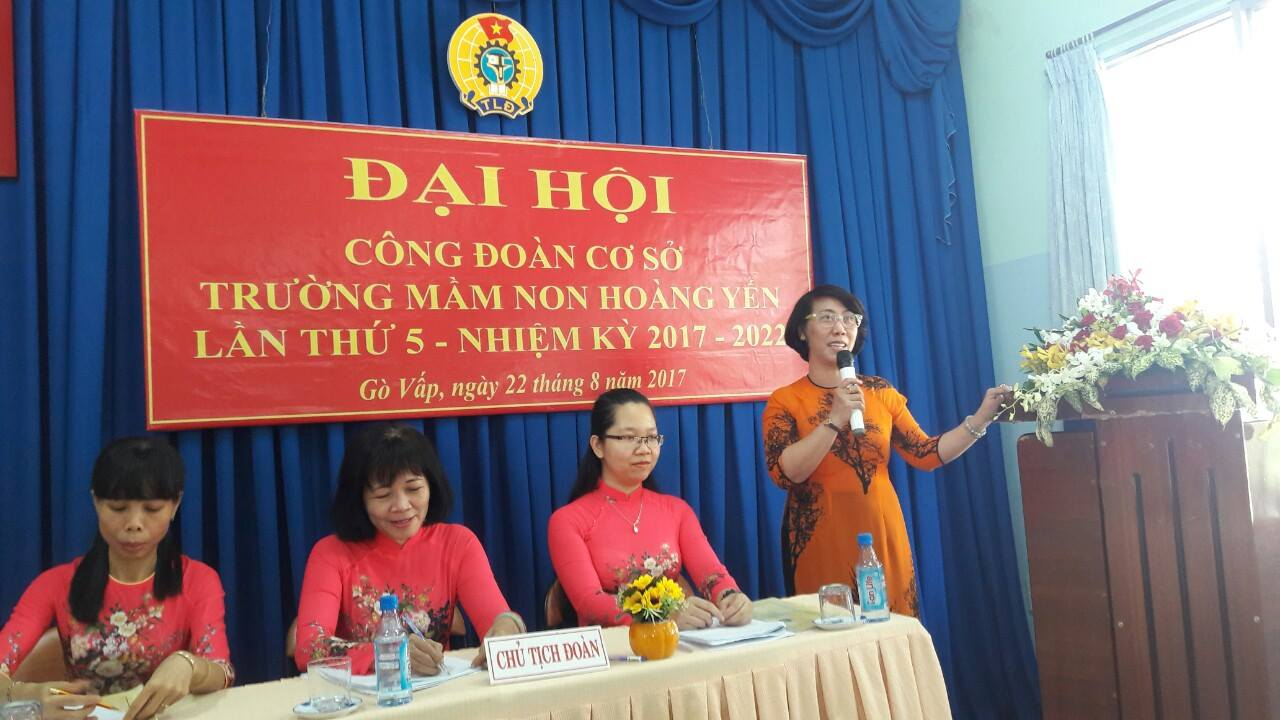 TLĐ
ĐẠI HỘI
CÔNG ĐOÀN CƠ SỞ
TRƯỜNG MẦM NON HOÀNG YẾN
LẦN THỨ 5 - NHIỆM KỲ 2017 - 2022
Gò Vấp, ngày 22 tháng 8 năm 2017
CHỦ TỊCH ĐOÀN